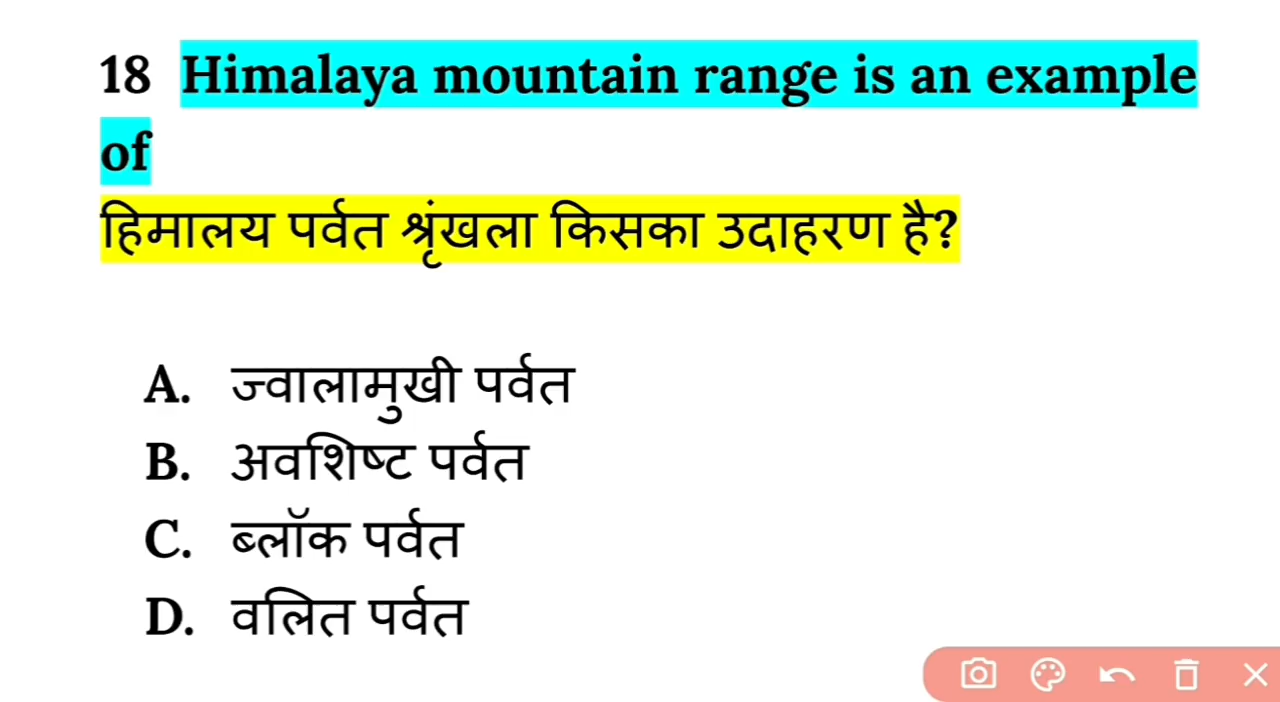 18 Himalaya mountain range is an example
of
हिमालय पर्वत श्रृंखला किसका उदाहरण है?
A. ज्वालामुखी पर्वत
B. अवशिष्ट पर्वत
C. ब्लॉक पर्वत
D. वलित पर्वत